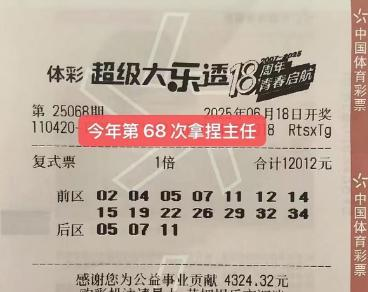 体彩 超级大乐透 18周年 2007-2025 青春启航
第 25068期 2025年06月18日开奖
110420- 8 RtsxTg
今年第 68 次拿捏主任
复式票 1倍 合计12012元
前区 02 04 05 07 11 12 14
15 19 22 26 29 32 34
后区 05 07 11
感谢您为公益事业贡献 4324.32元
中国体育彩票
中国体育彩票